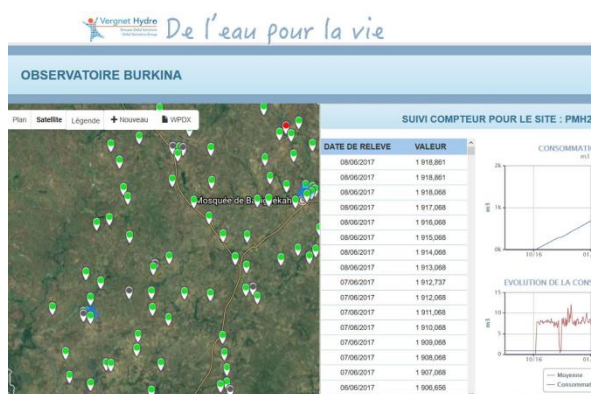 Vergnet Hydro
De l'eau pour la vie
OBSERVATOIRE BURKINA
Plan Satellite Légende + Nouveau WPDX
SUIVI COMPTEUR POUR LE SITE : PMH2
DATE DE RELEVE VALEUR
08/06/2017 1 918,861
08/06/2017 1 918,861
08/06/2017 1 918,068
08/06/2017 1 917,068
08/06/2017 1 916,068
08/06/2017 1 915,068
08/06/2017 1 914,068
08/06/2017 1 913,068
07/06/2017 1 912,737
07/06/2017 1 912,068
07/06/2017 1 911,068
07/06/2017 1 910,068
07/06/2017 1 909,068
07/06/2017 1 908,068
07/06/2017 1 907,068
06/06/2017 1 906,656
Mosquée de
CONSOMMATI
m3
2k
1k
0k
m3
10/16 01
EVOLUTION DE LA CONS
15
10
5
0
m3
10/16 01
Moyenne
Consommat